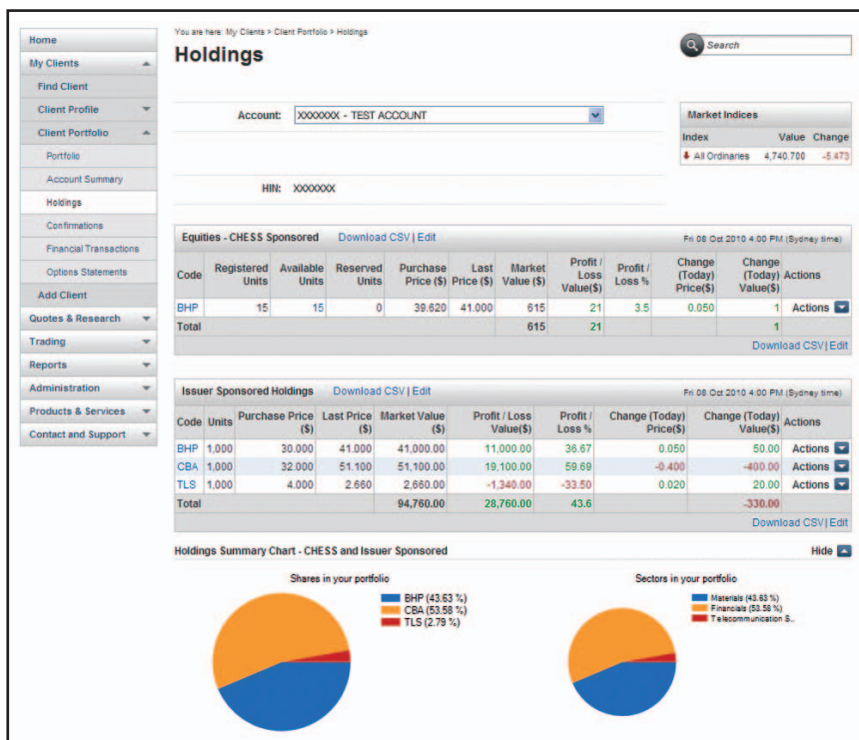 You are here: My Clients > Client Portfolio > Holdings
Holdings
Search
Home
My Clients
Find Client
Client Profile
Client Portfolio
Portfolio
Account Summary
Holdings
Confirmations
Financial Transactions
Options Statements
Add Client
Quotes & Research
Trading
Reports
Administration
Products & Services
Contact and Support
Account: XXXXXXX - TEST ACCOUNT
HIN: XXXXXXX
Market Indices
Index Value Change
All Ordinaries 4,740.700 -5.473
Equities - CHESS Sponsored Download CSV | Edit Fri 08 Oct 2010 4:00 PM (Sydney time)
Code Registered Units Available Units Reserved Units Purchase Price ($) Last Price ($) Market Value ($) Profit / Loss Value($) Profit / Loss % Change (Today) Price($) Change (Today) Value($) Actions
BHP 15 15 0 39.620 41.000 615 21 3.5 0.050 1 Actions
Total 615 21 1
Download CSV | Edit
Issuer Sponsored Holdings Download CSV | Edit Fri 08 Oct 2010 4:00 PM (Sydney time)
Code Units Purchase Price ($) Last Price ($) Market Value ($) Profit / Loss Value($) Profit / Loss % Change (Today) Price($) Change (Today) Value($) Actions
BHP 1,000 30.000 41.000 41,000.00 11,000.00 36.67 0.050 50.00 Actions
CBA 1,000 32.000 51.100 51,100.00 19,100.00 59.69 -0.400 -400.00 Actions
TLS 1,000 4.000 2.660 2,660.00 -1,340.00 -33.50 0.020 20.00 Actions
Total 94,760.00 28,760.00 43.6 -330.00
Download CSV | Edit
Holdings Summary Chart - CHESS and Issuer Sponsored Hide
Shares in your portfolio
BHP (43.63 %)
CBA (53.58 %)
TLS (2.79 %)
Sectors in your portfolio
Materials (43.63 %)
Financials (53.58 %)
Telecommunication S..